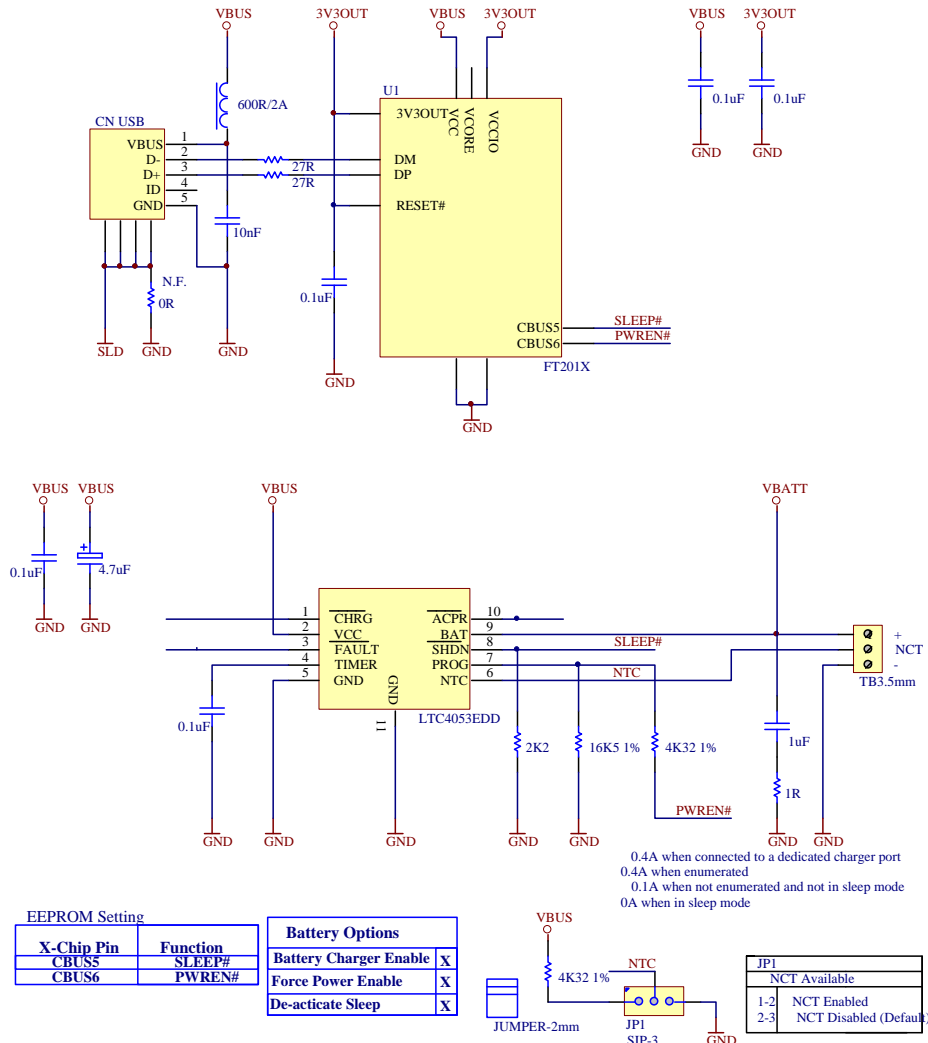 VBUS
3V3OUT
VBUS
3V3OUT
VBUS
3V3OUT
600R/2A
U1
3V3OUT
VCC
VCORE
VCCIO
0.1uF
0.1uF
GND
GND
CN USB
VBUS 1
D- 2
D+ 3
ID 4
GND 5
27R
27R
DM
DP
RESET#
10nF
N.F.
0R
0.1uF
CBUS5
CBUS6
SLEEP#
PWREN#
FT201X
SLD
GND
GND
GND
GND
VBUS
VBUS
VBUS
VBATT
0.1uF
4.7uF
GND
GND
1 CHRG
2 VCC
3 FAULT
4 TIMER
5 GND
GND
11
ACPR 10
BAT 9
SHDN 8
PROG 7
NTC 6
SLEEP#
NTC
LTC4053EDD
+
NCT
-
TB3.5mm
0.1uF
2K2
16K5 1%
4K32 1%
1uF
1R
PWREN#
GND
GND
GND
GND
GND
GND
GND
0.4A when connected to a dedicated charger port
0.4A when enumerated
0.1A when not enumerated and not in sleep mode
0A when in sleep mode
EEPROM Setting
X-Chip Pin Function
CBUS5 SLEEP#
CBUS6 PWREN#
Battery Options
Battery Charger Enable X
Force Power Enable X
De-acticate Sleep X
VBUS
4K32 1%
NTC
JUMPER-2mm
JP1
SIP-3
GND
JP1
NCT Available
1-2 NCT Enabled
2-3 NCT Disabled (Default)